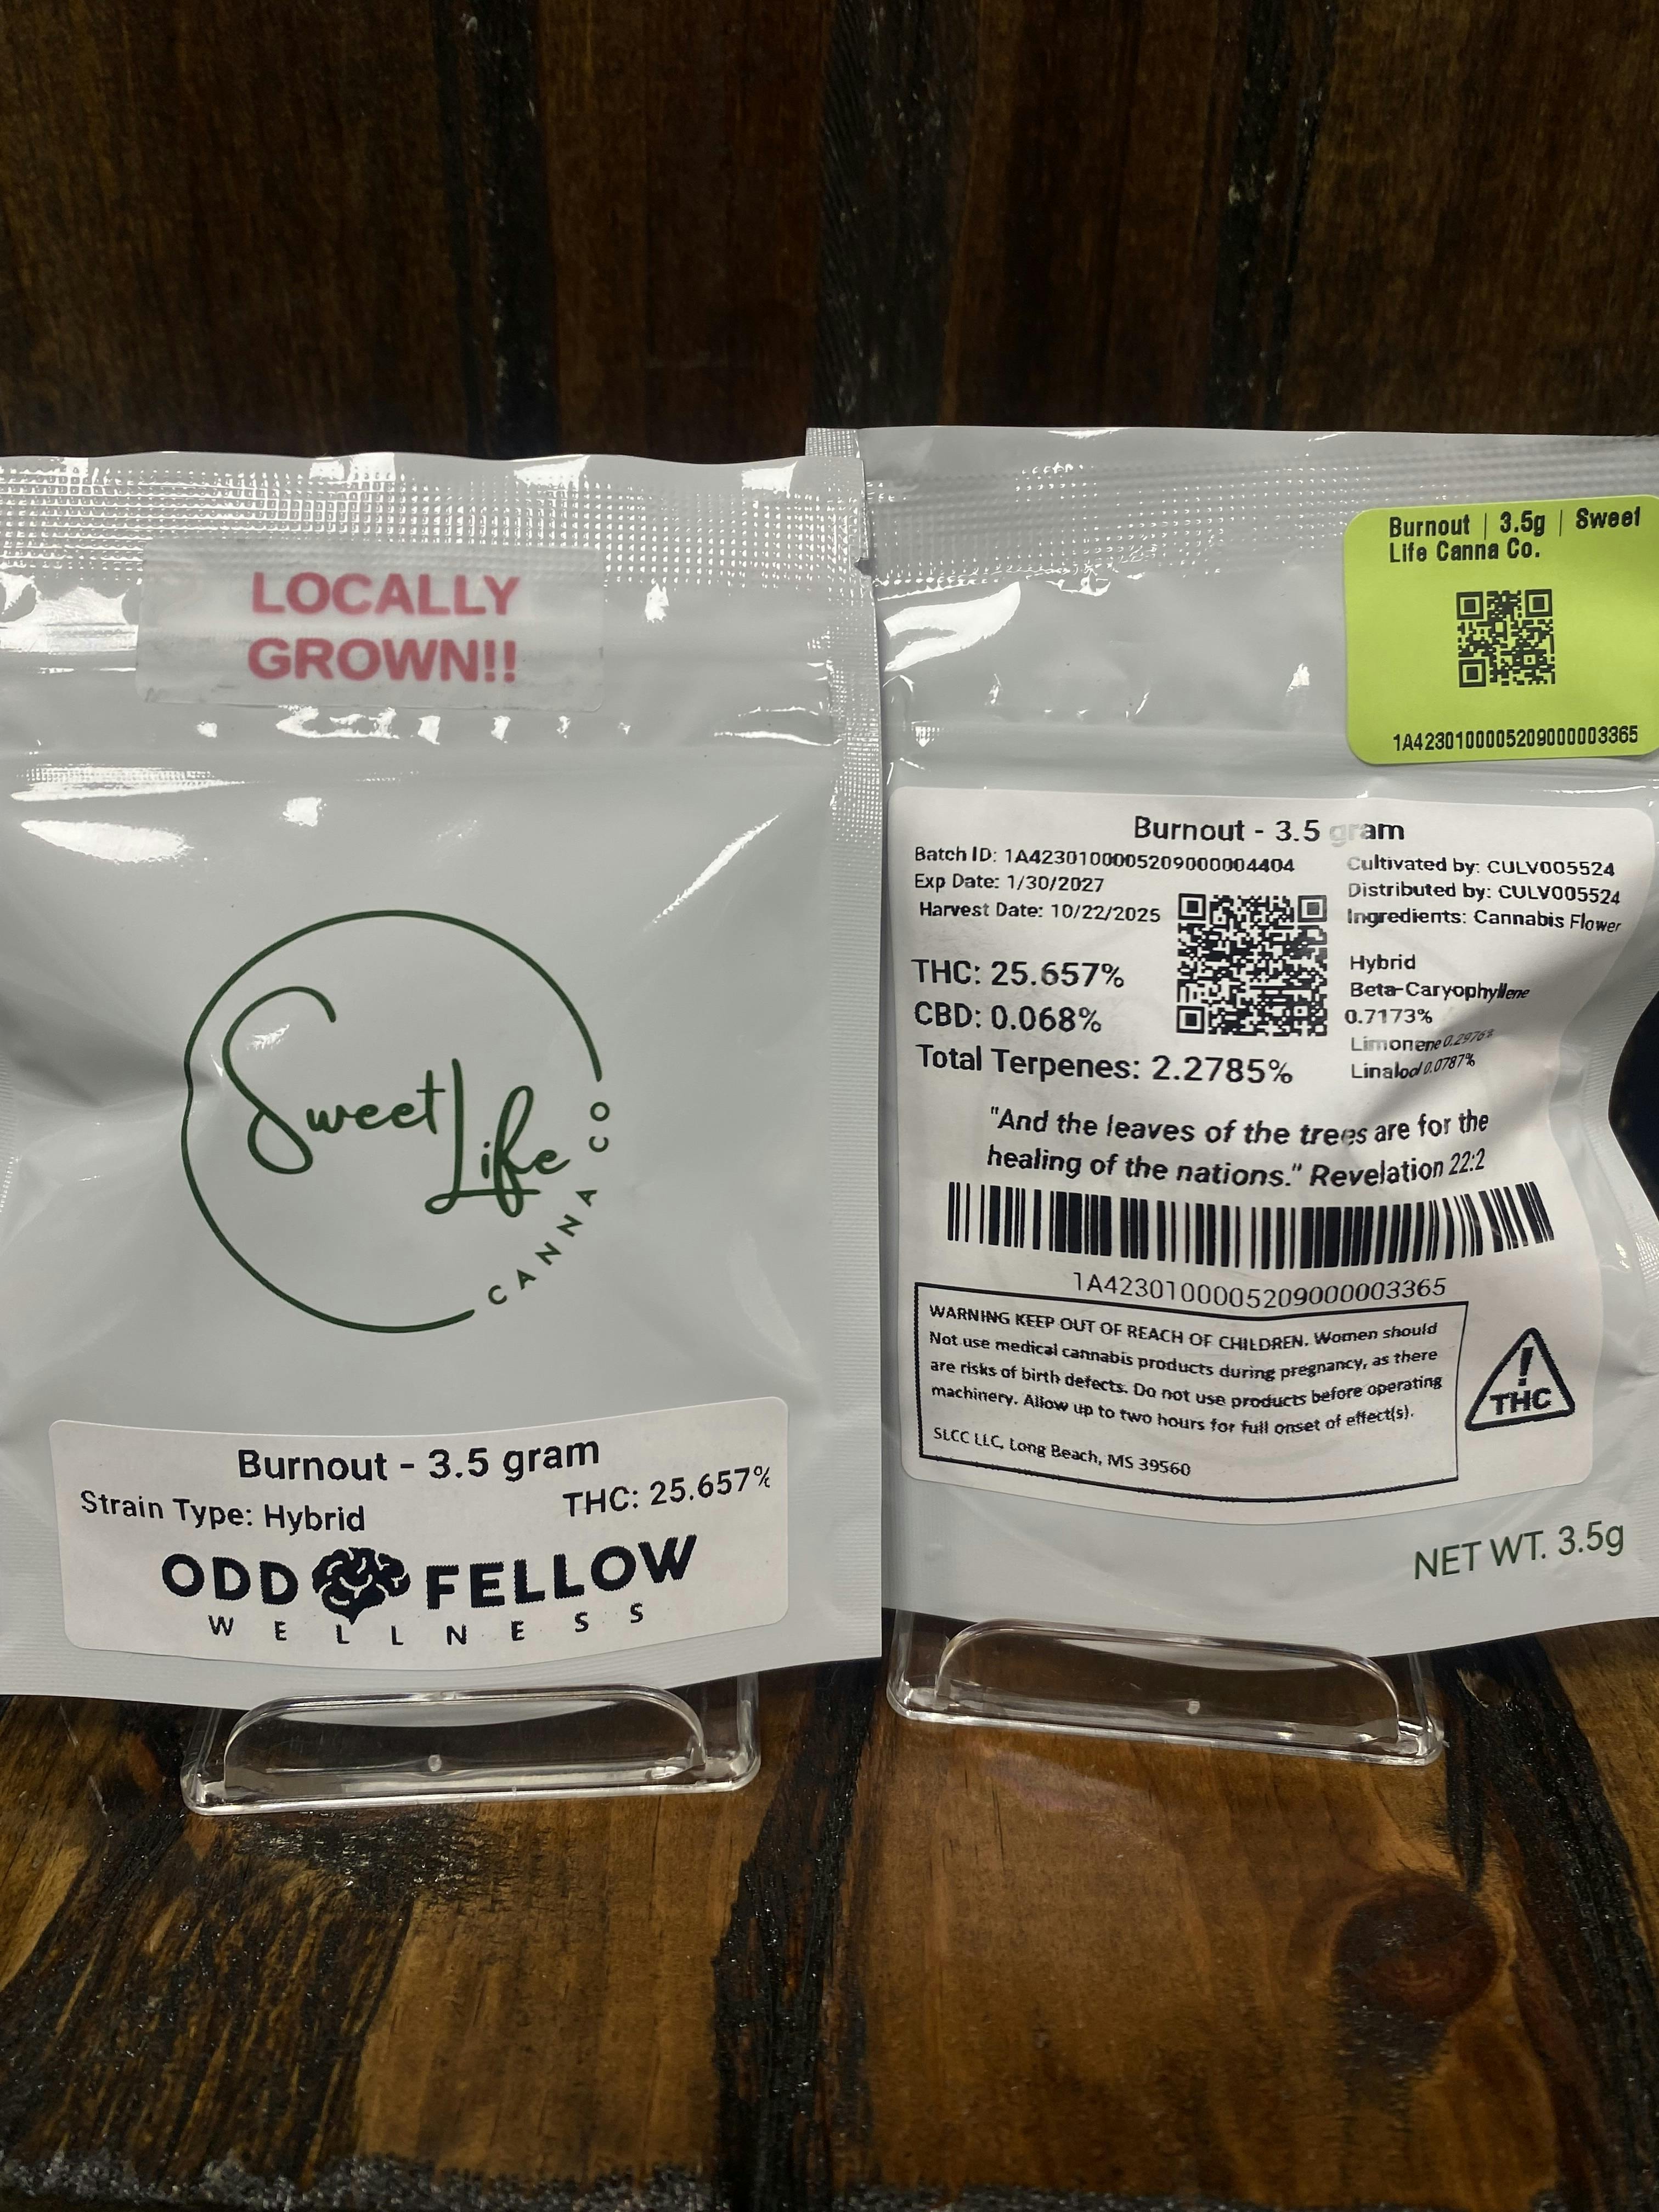 LOCALLY
GROWN!!
Sweet
Life
CANNA CO
Burnout - 3.5 gram
Strain Type: Hybrid
THC: 25.657%
ODD FELLOW
WELLNESS
Burnout | 3.5g | Sweet
Life Canna Co.
1A4230100005209000003365
Burnout - 3.5 gram
Batch ID: 1A4230100005209000004404
Exp Date: 1/30/2027
Harvest Date: 10/22/2025
Cultivated by: CULV005524
Distributed by: CULV005524
Ingredients: Cannabis Flower
THC: 25.657%
CBD: 0.068%
Total Terpenes: 2.2785%
Hybrid
Beta-Caryophyllene
0.7173%
Limonene 0.2976%
Linalool 0.0787%
"And the leaves of the trees are for the
healing of the nations." Revelation 22:2
1A4230100005209000003365
WARNING KEEP OUT OF REACH OF CHILDREN. Women should
Not use medical cannabis products during pregnancy, as there
are risks of birth defects. Do not use products before operating
machinery. Allow up to two hours for full onset of effect(s).
SLCC LLC, Long Beach, MS 39560
!
THC
NET WT. 3.5g